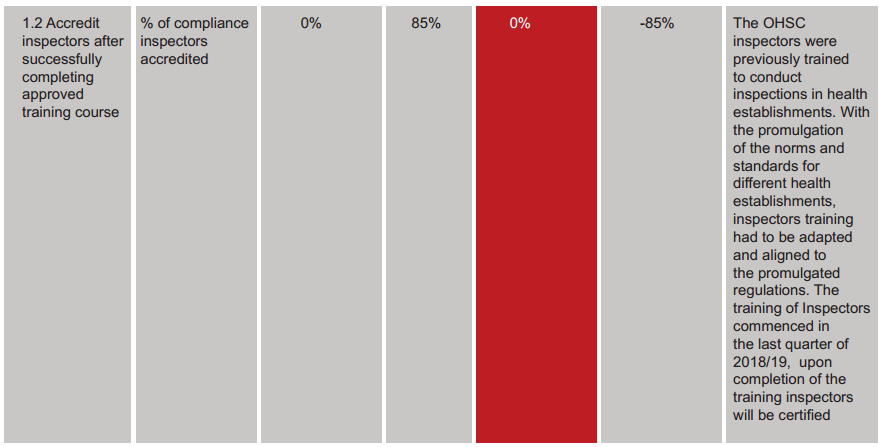 1.2 Accredit
inspectors after
successfully
completing
approved
training course
% of compliance
inspectors
accredited
0%
85%
0%
-85%
The OHSC
inspectors were
previously trained
to conduct
inspections in health
establishments. With
the promulgation
of the norms and
standards for
different health
establishments,
inspectors training
had to be adapted
and aligned to
the promulgated
regulations. The
training of Inspectors
commenced in
the last quarter of
2018/19,  upon
completion of the
training inspectors
will be certified